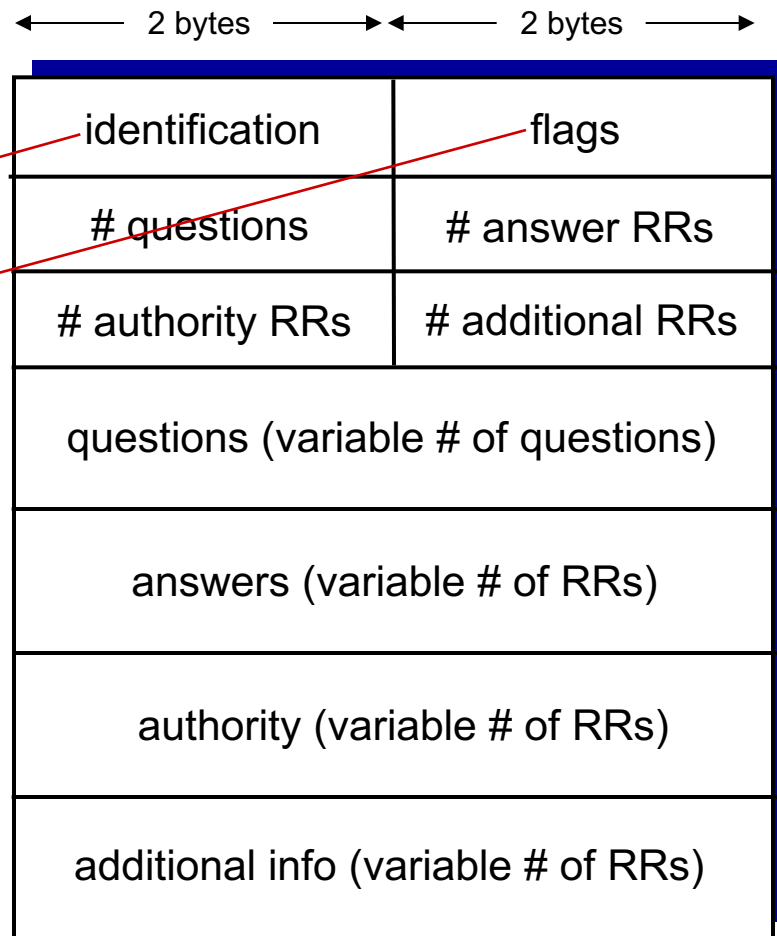 2 bytes 2 bytes
identification flags
# questions # answer RRs
# authority RRs # additional RRs
questions (variable # of questions)
answers (variable # of RRs)
authority (variable # of RRs)
additional info (variable # of RRs)